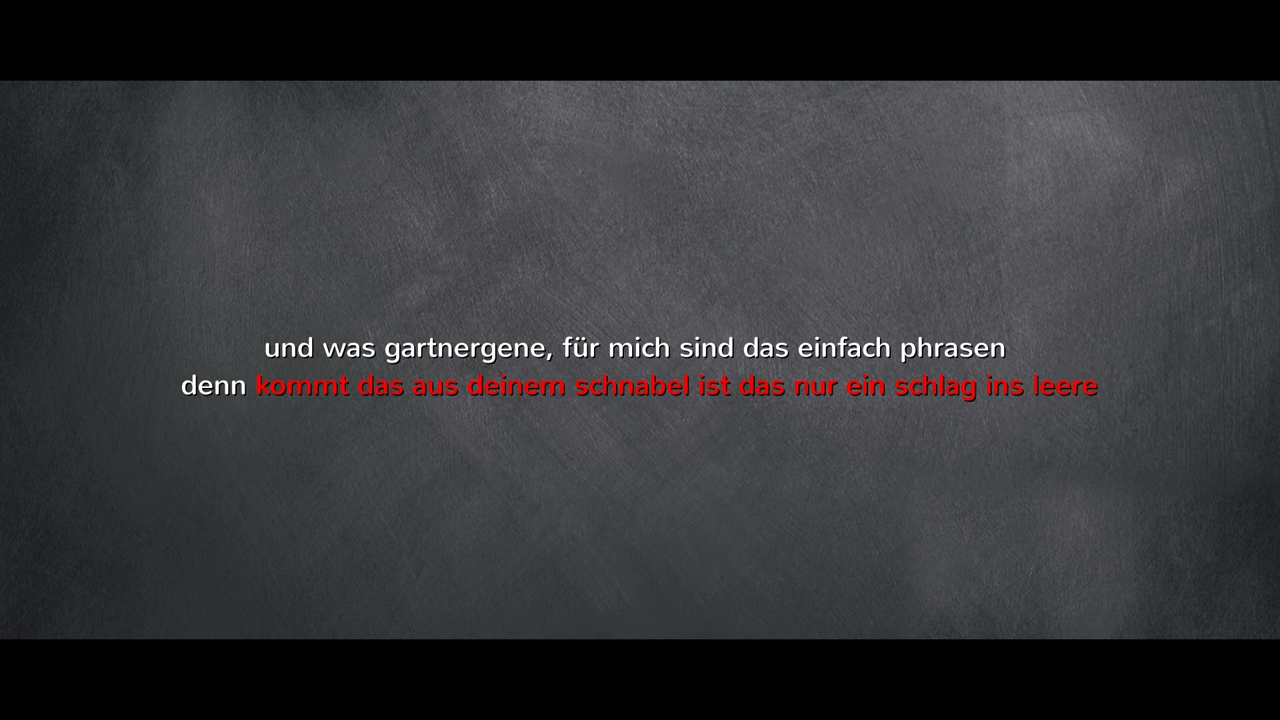 und was gartnergene, für mich sind das einfach phrasen
denn kommt das aus deinem schnabel ist das nur ein schlag ins leere